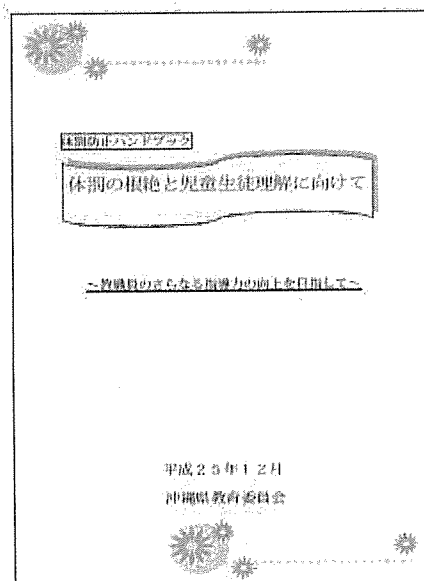 体罰防止ハンドブック
体罰の根絶と児童生徒理解に向けて
～教職員のさらなる指導力の向上を目指して～
平成２５年１２月
沖縄県教育委員会